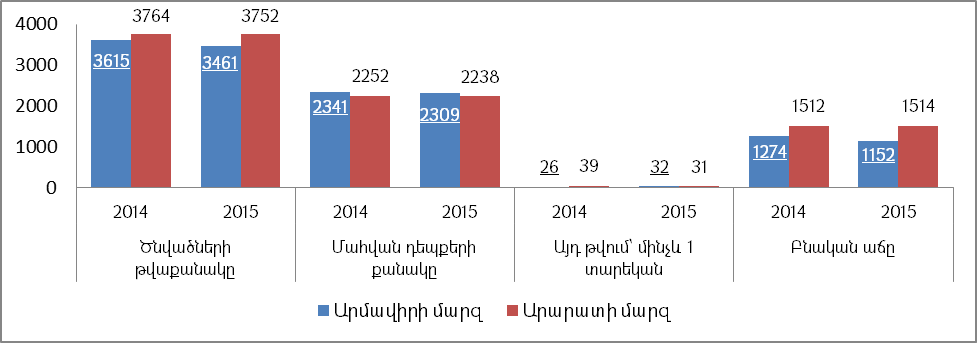 4000
3000
2000
1000
0
3615 3764 3461 3752 2341 2252 2309 2238 26 39 32 31 1274 1512 1152 1514
2014 2015 2014 2015 2014 2015 2014 2015
Ծնվածների թվաքանակը
Մահվան դեպքերի քանակը
Այդ թվում՝ մինչև 1 տարեկան
Բնական աճը
Արմավիրի մարզ Արարատի մարզ